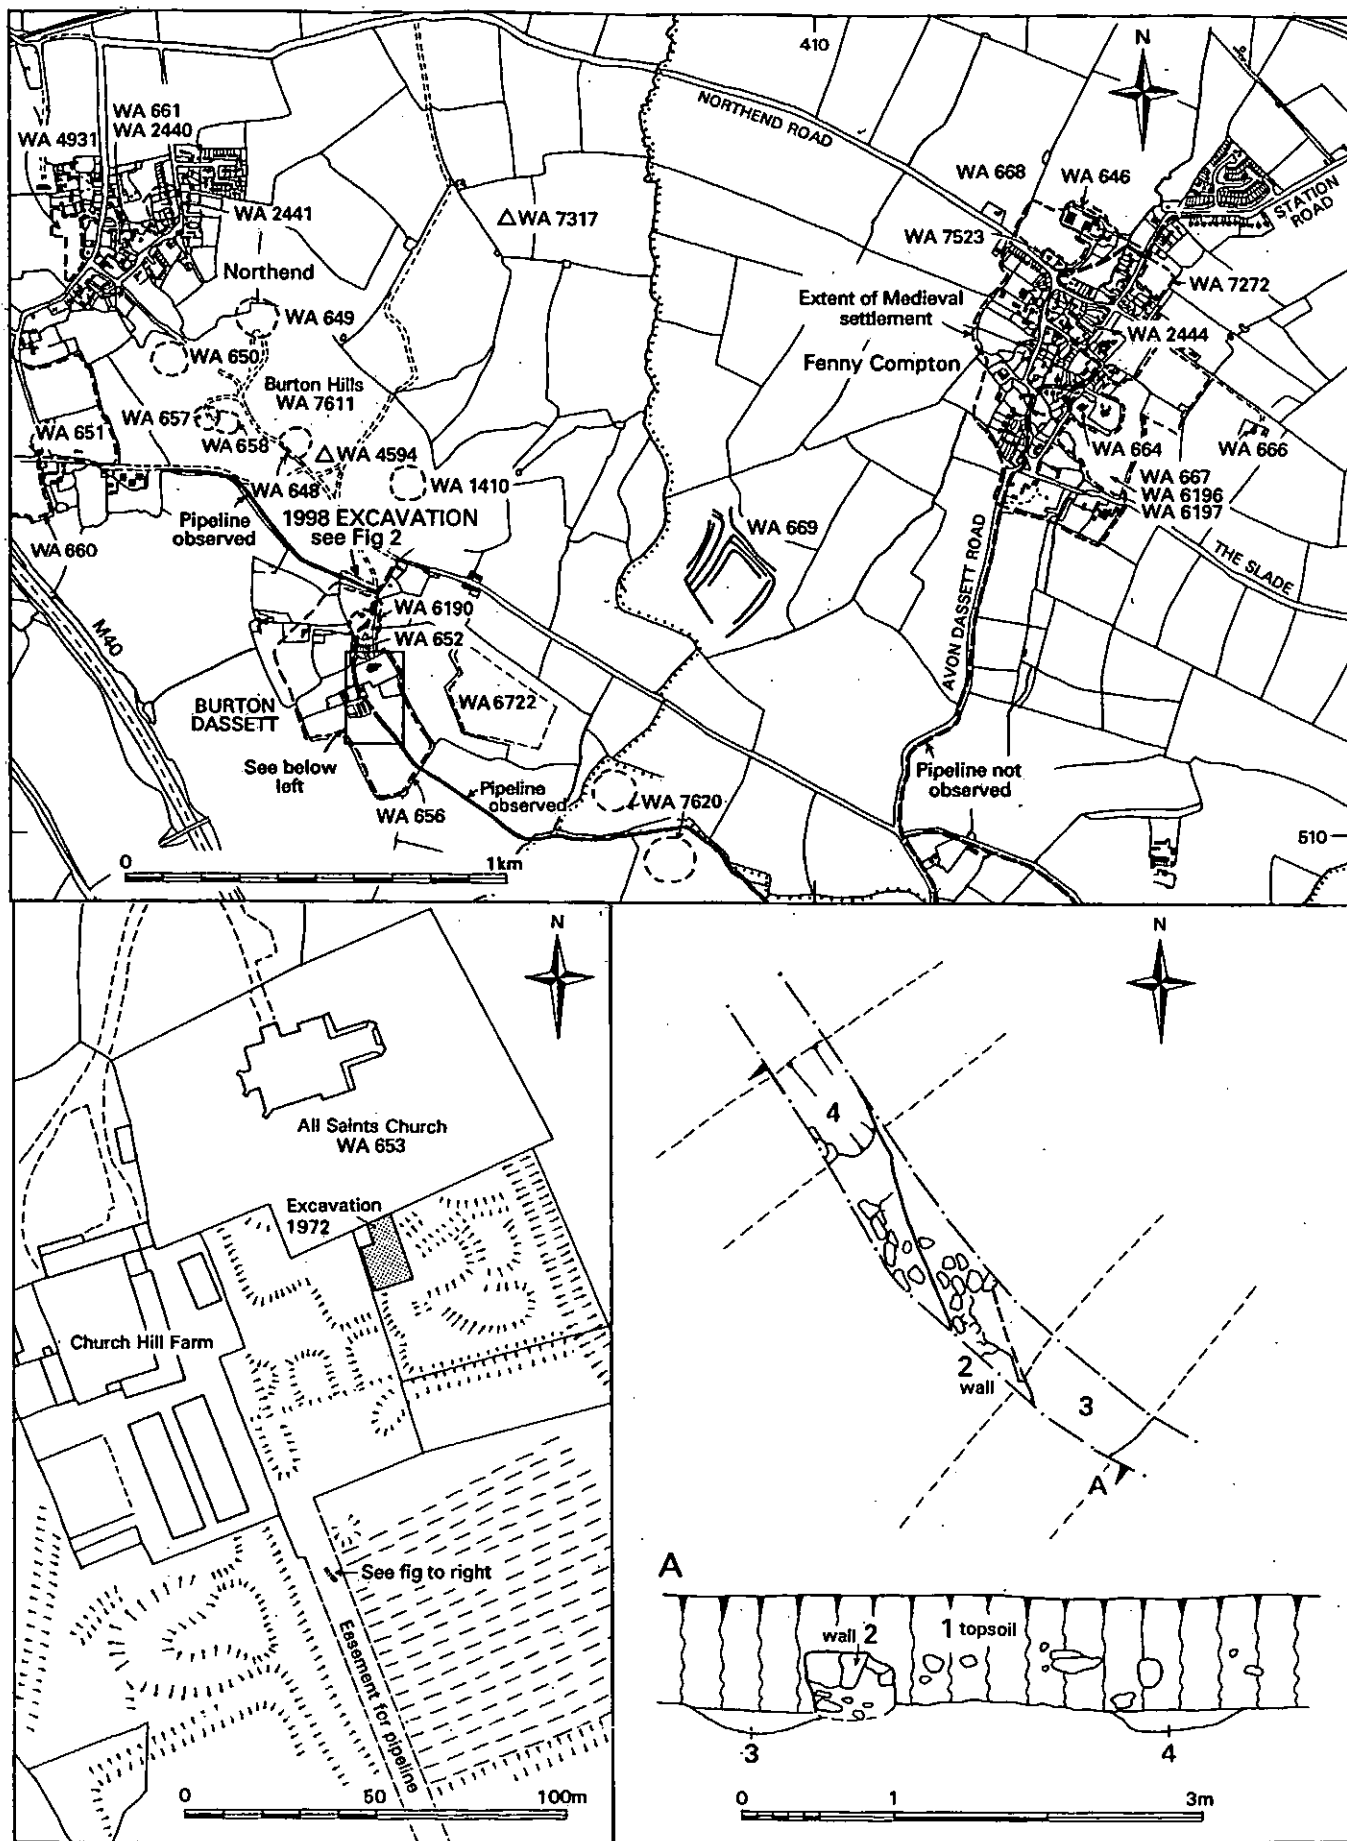 410
N
NORTHEND ROAD
WA 661
WA 2440
WA 4931
WA 668
WA 646
STATION
ROAD
WA 2441
△ WA 7317
WA 7523
WA 7272
Northend
Extent of Medieval
settlement
WA 649
WA 2444
WA 650
Fenny Compton
Burton Hills
WA 7611
WA 657
WA 658
WA 651
△ WA 4594
WA 664
WA 666
WA 648
WA 1410
WA 667
WA 6196
WA 6197
Pipeline
observed
1998 EXCAVATION
see Fig 2
WA 669
WA 660
THE SLADE
AVON DASSETT ROAD
WA 6190
M40
WA 652
BURTON
DASSETT
WA 6722
See below
left
Pipeline not
observed
Pipeline
observed
WA 7620
WA 656
510
0
1km
N
All Saints Church
WA 653
Excavation
1972
Church Hill Farm
See fig to right
Easement for pipeline
0
50
100m
N
4
2
wall
3
A
A
wall 2
1 topsoil
3
4
0
1
3m